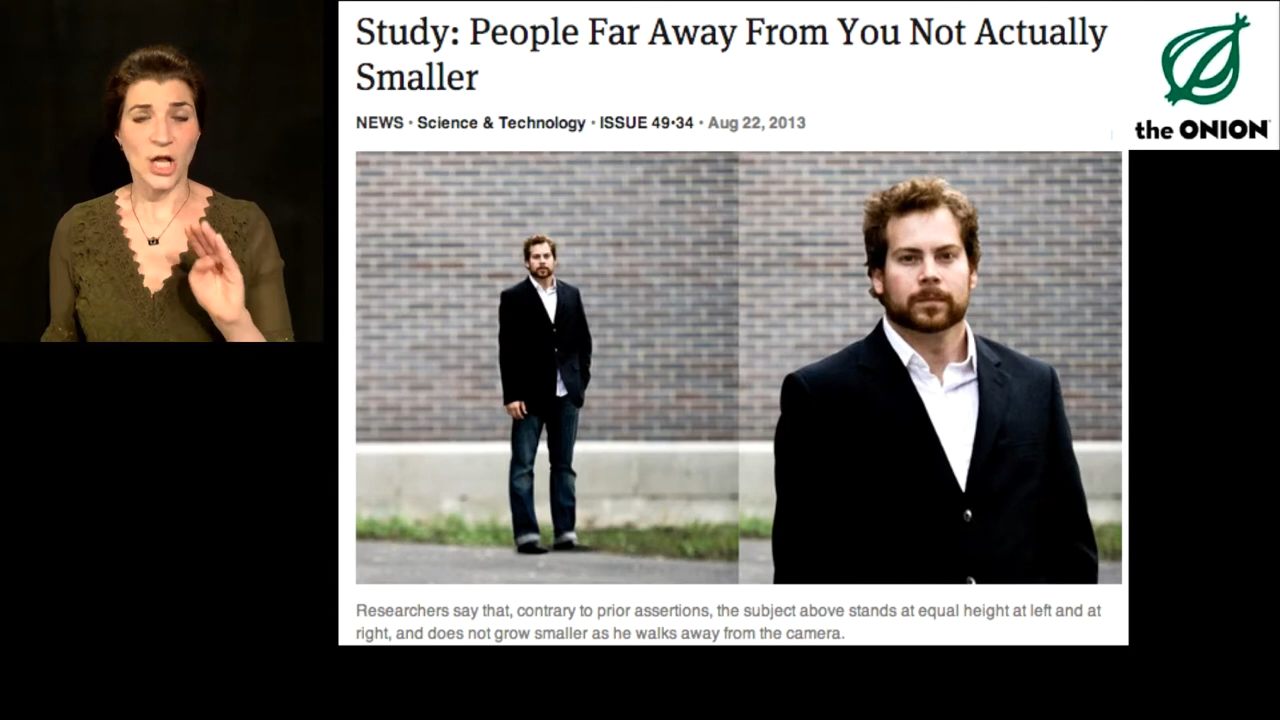 Study: People Far Away From You Not Actually
Smaller
NEWS • Science & Technology • ISSUE 49•34 • Aug 22, 2013
the ONION
Researchers say that, contrary to prior assertions, the subject above stands at equal height at left and at
right, and does not grow smaller as he walks away from the camera.